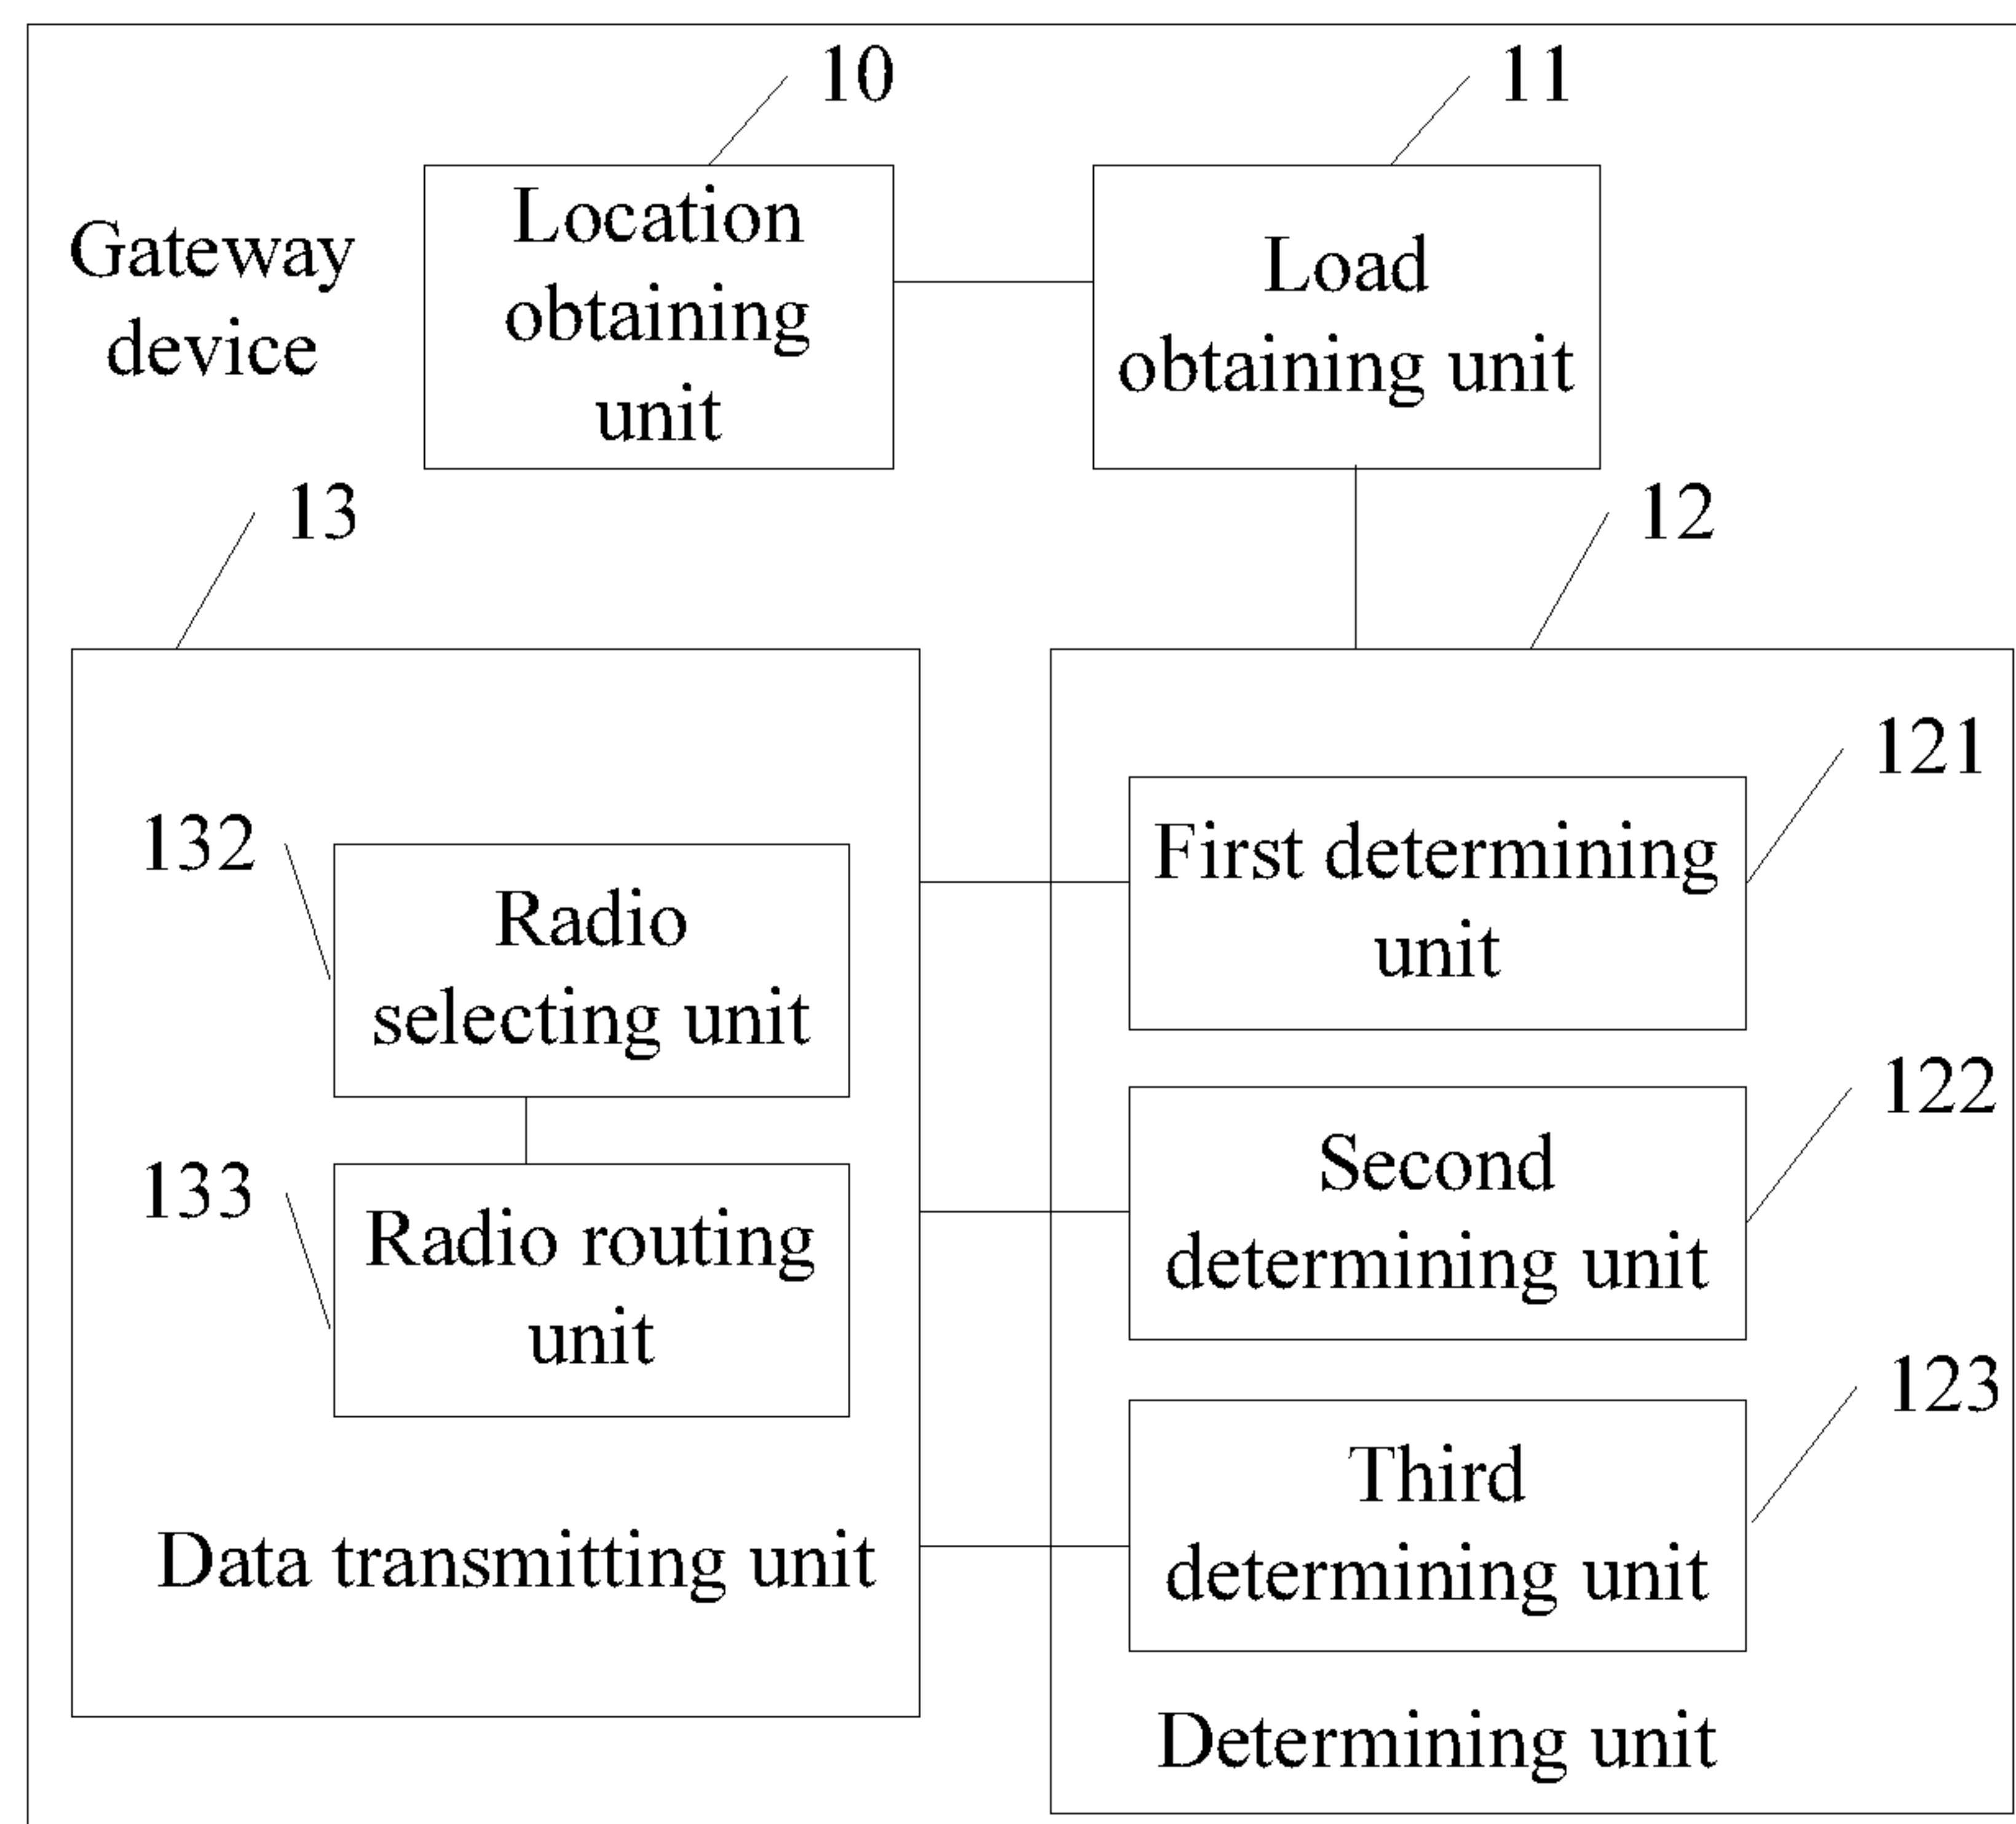 10
11
Gateway
device
Location
obtaining
unit
Load
obtaining unit
13
12
132
Radio
selecting unit
133
Radio routing
unit
Data transmitting unit
121
First determining
unit
122
Second
determining unit
123
Third
determining unit
Determining unit